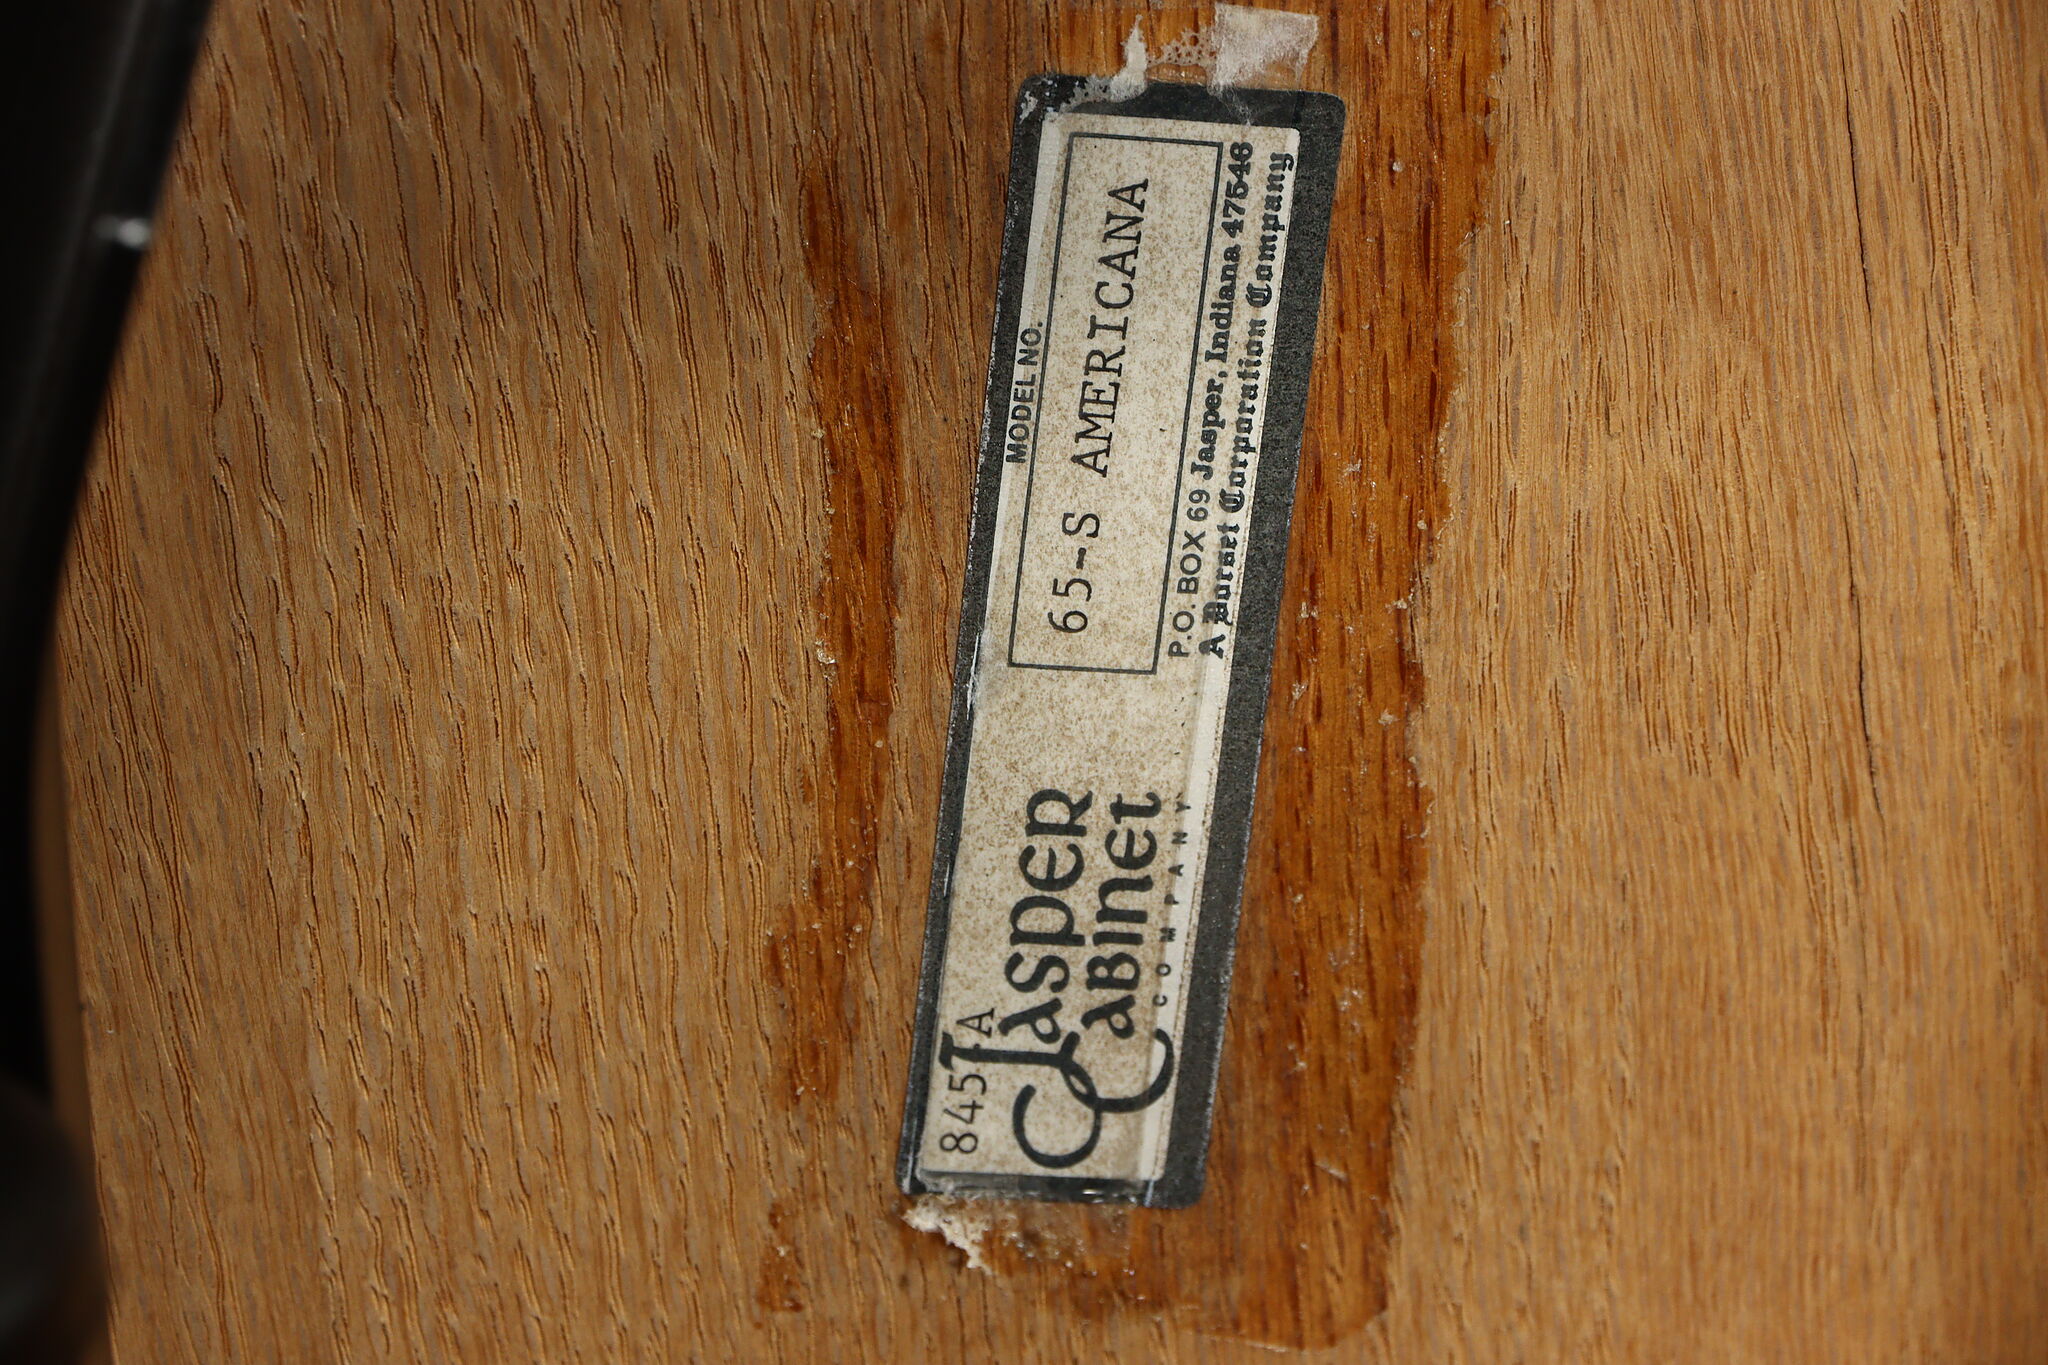 8457A
Jasper
Cabinet
COMPANY
MODEL NO.
65-S AMERICANA
P.O. BOX 69 Jasper, Indiana 47546
A Dorset Corporation Company